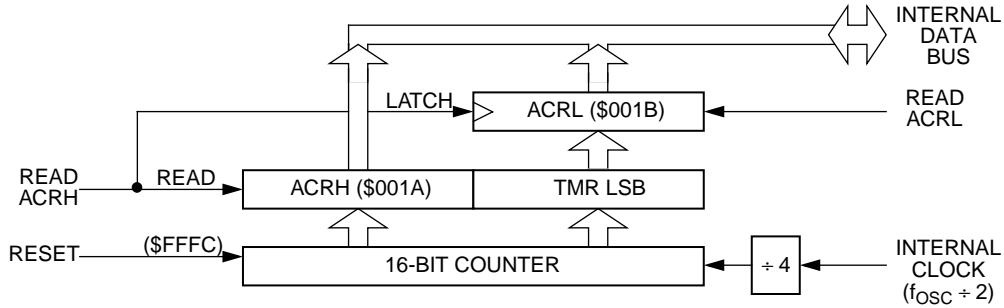 INTERNAL
DATA
BUS
LATCH
ACRL ($001B)
READ
ACRL
READ
ACRH
READ
ACRH ($001A)
TMR LSB
RESET
($FFFC)
16-BIT COUNTER
÷ 4
INTERNAL
CLOCK
(fOSC ÷ 2)